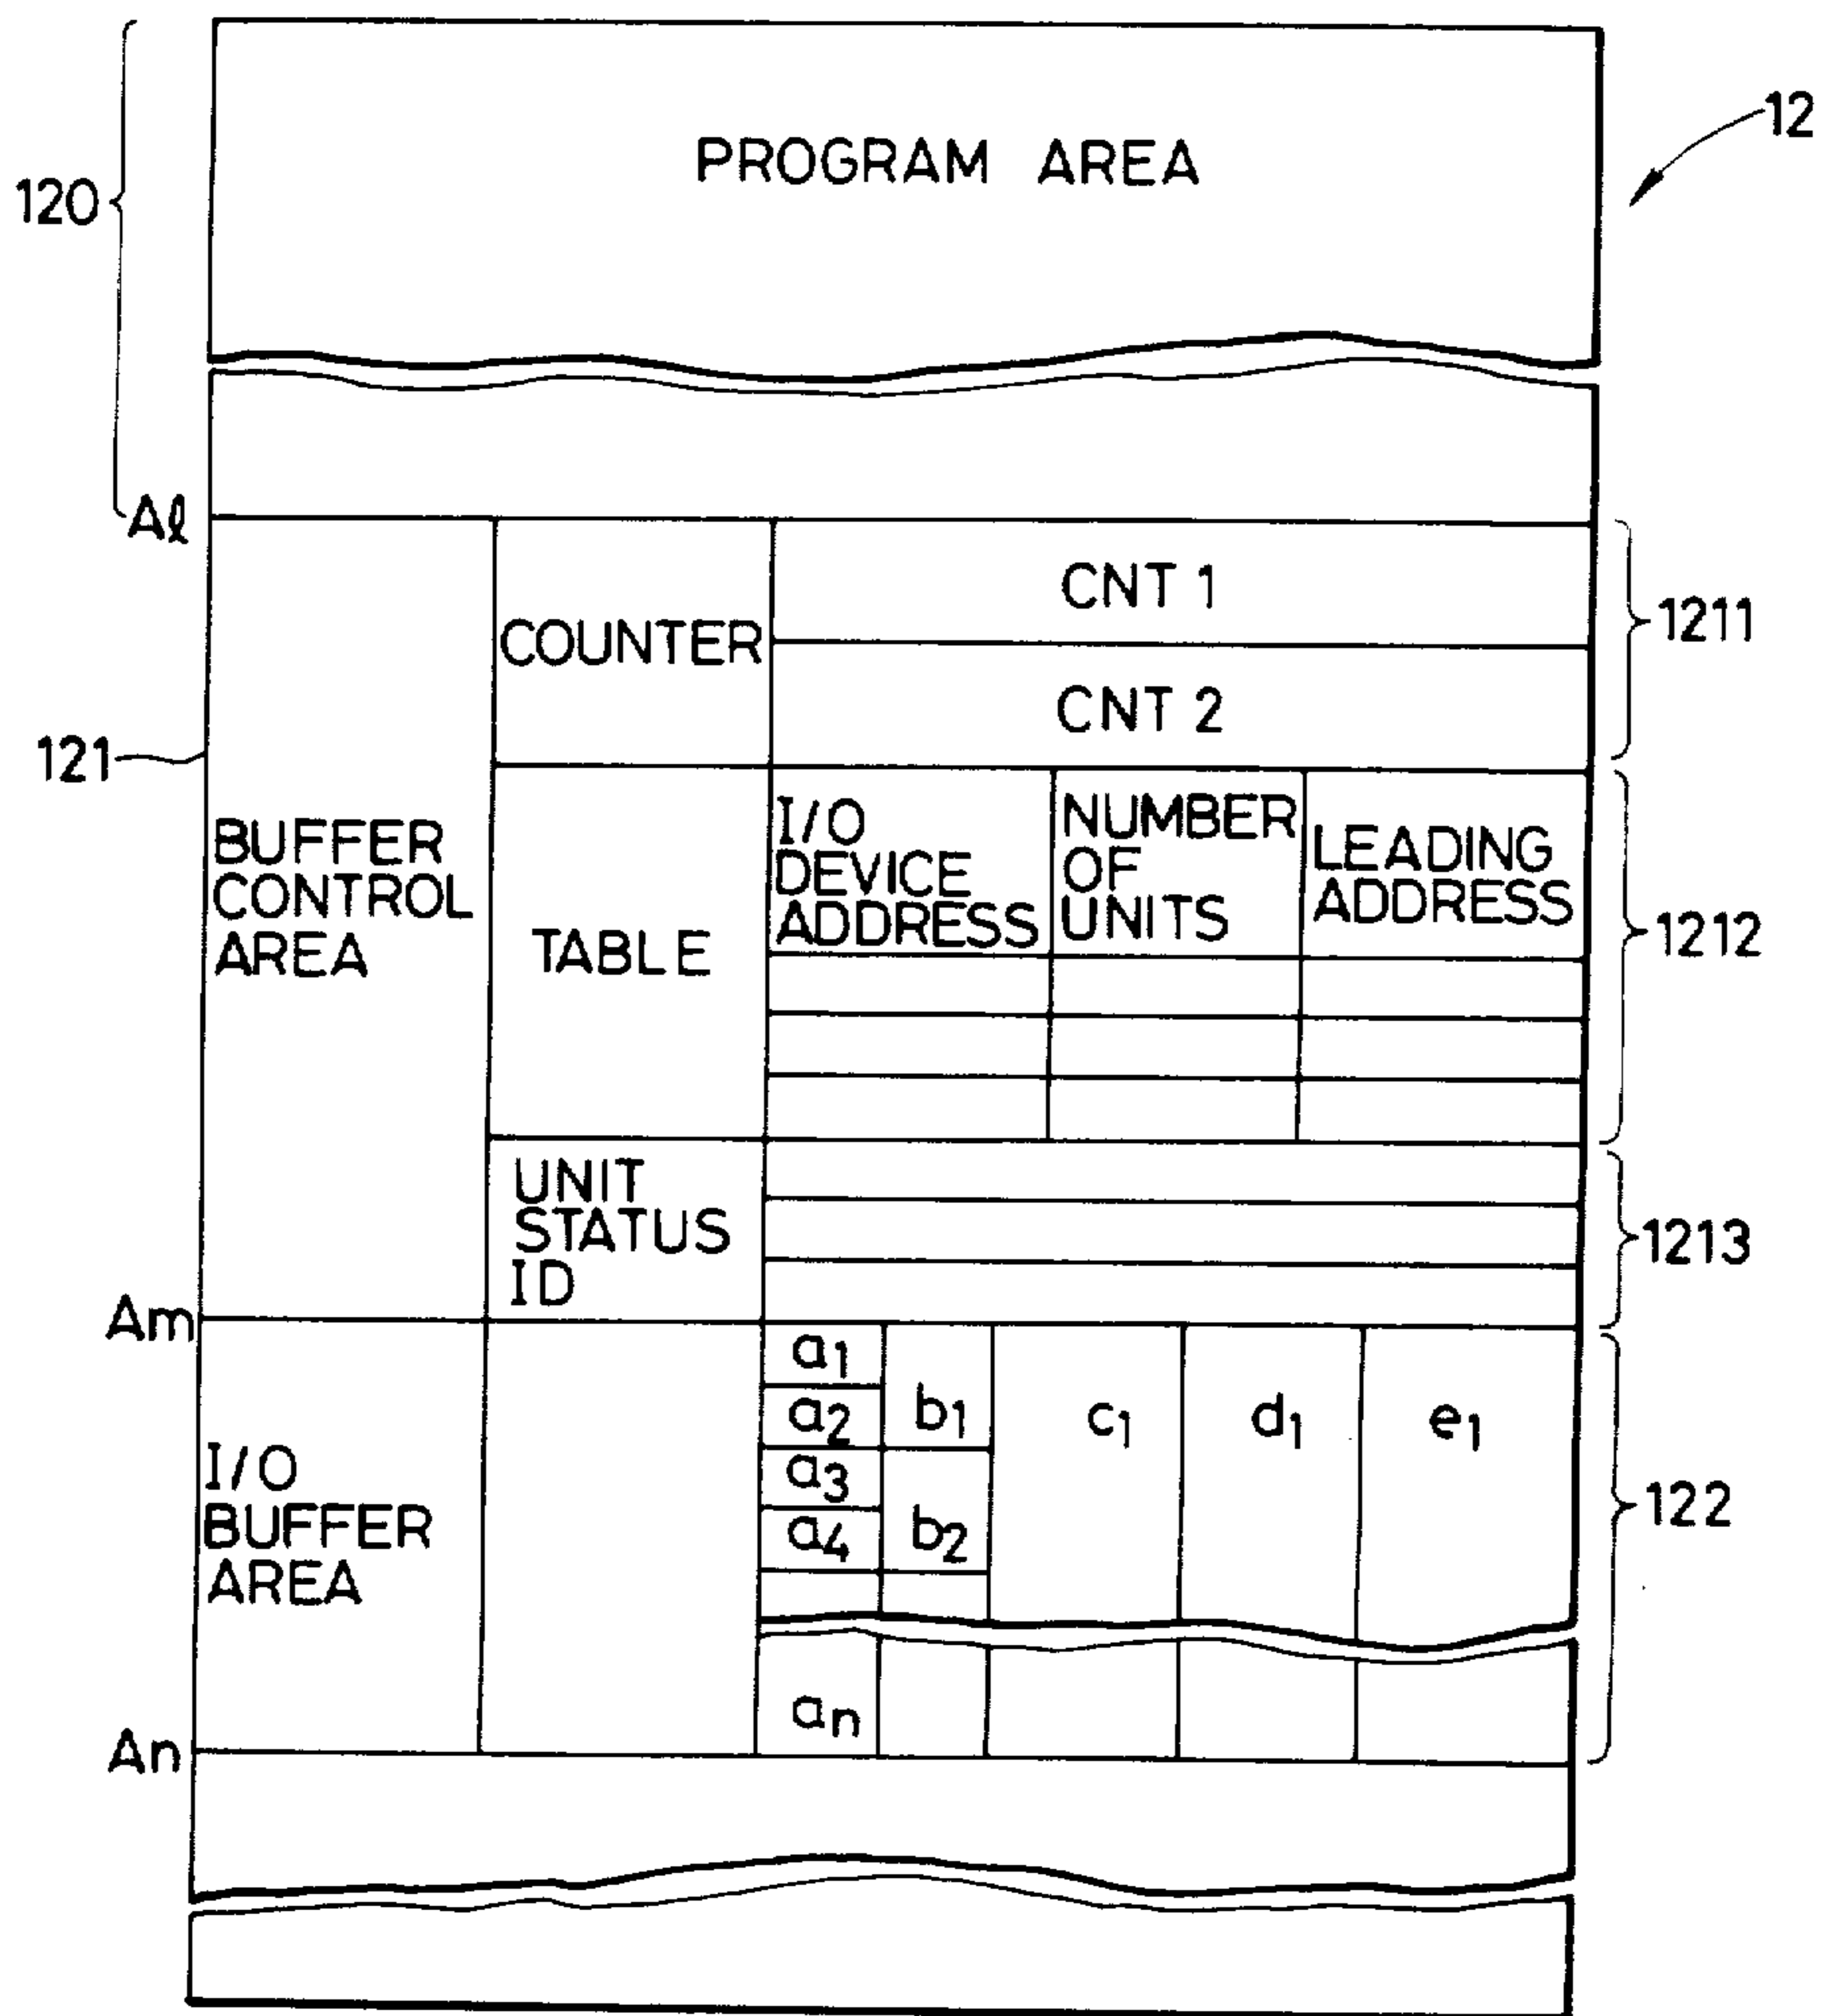 PROGRAM AREA
12
120
Aℓ
CNT 1
COUNTER
1211
CNT 2
121
BUFFER
CONTROL
AREA
TABLE
I/O
DEVICE
ADDRESS
NUMBER
OF
UNITS
LEADING
ADDRESS
1212
UNIT
STATUS
ID
1213
Am
I/O
BUFFER
AREA
a1
a2
a3
a4
an
b1
b2
c1
d1
e1
122
An